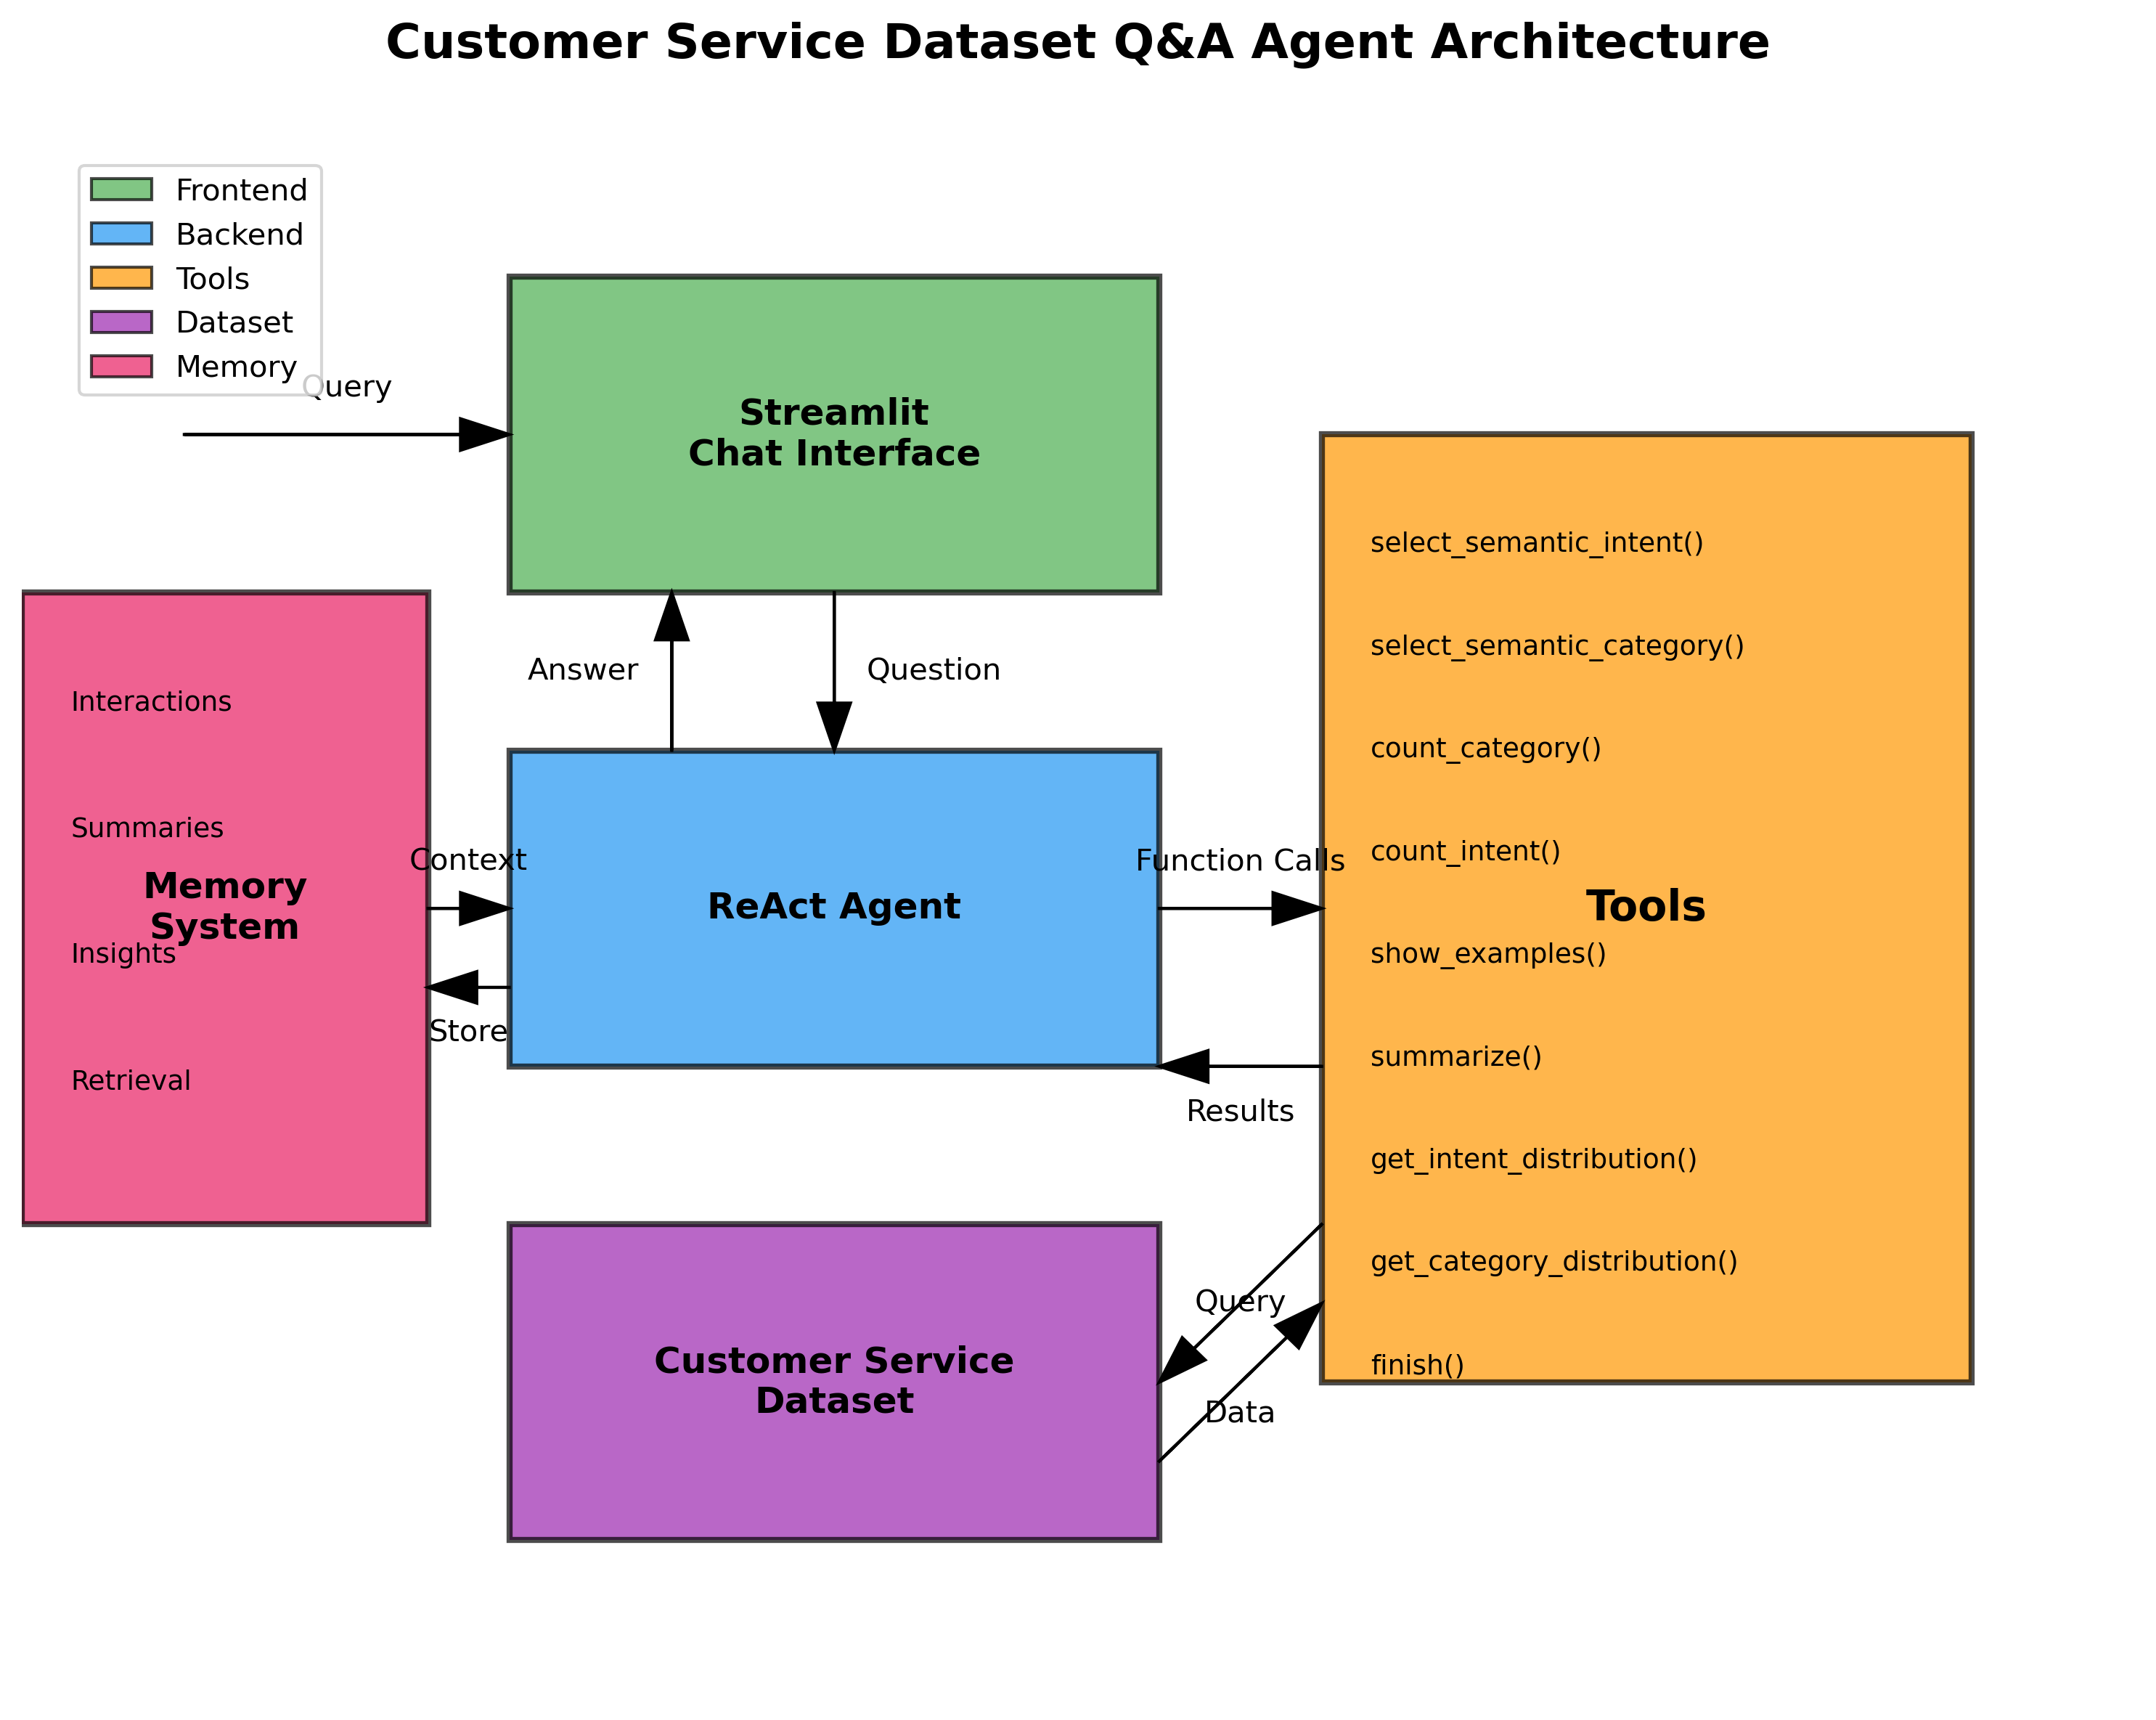 Customer Service Dataset Q&A Agent Architecture
Frontend
Backend
Tools
Dataset
Memory
Query
Streamlit
Chat Interface
Answer
Question
Interactions
Summaries
Memory
System
Insights
Retrieval
Context
Store
ReAct Agent
Function Calls
Results
select_semantic_intent()
select_semantic_category()
count_category()
count_intent()
Tools
show_examples()
summarize()
get_intent_distribution()
get_category_distribution()
finish()
Query
Data
Customer Service
Dataset